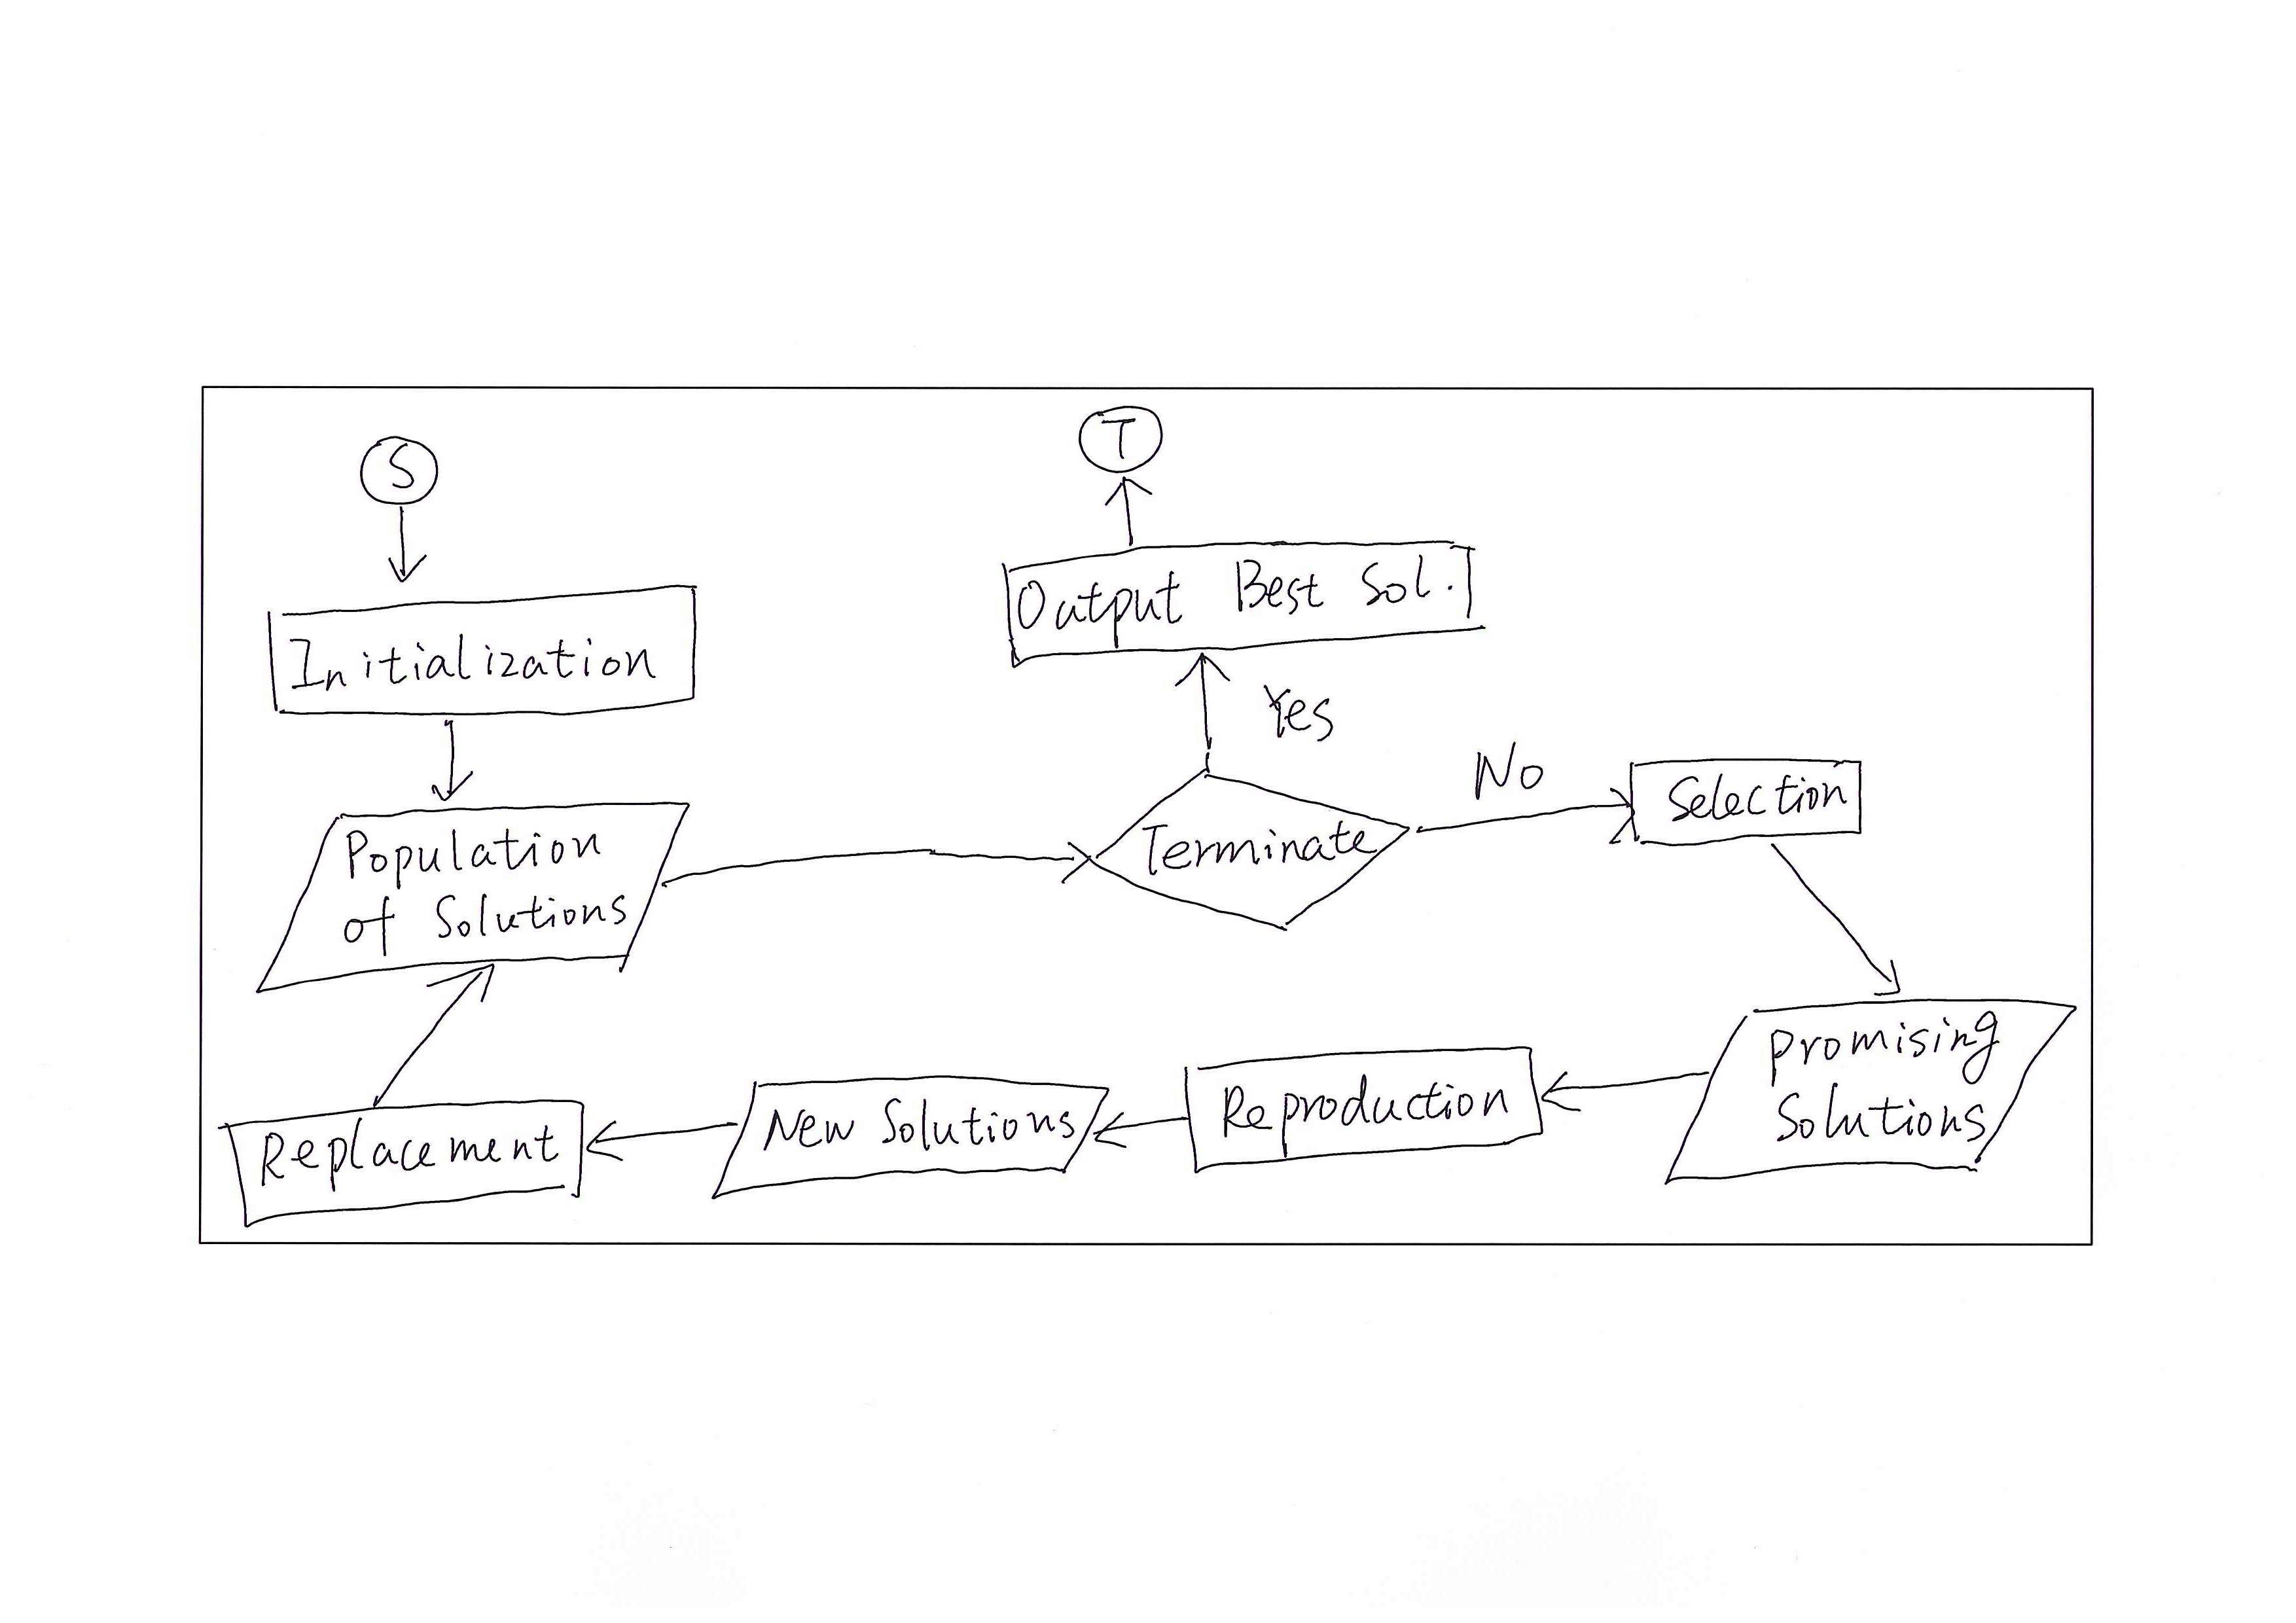 S
T
Output Best Sol.
Initialization
Yes
No
Selection
Population
of Solutions
Terminate
Promising
Solutions
Reproduction
New Solutions
Replacement